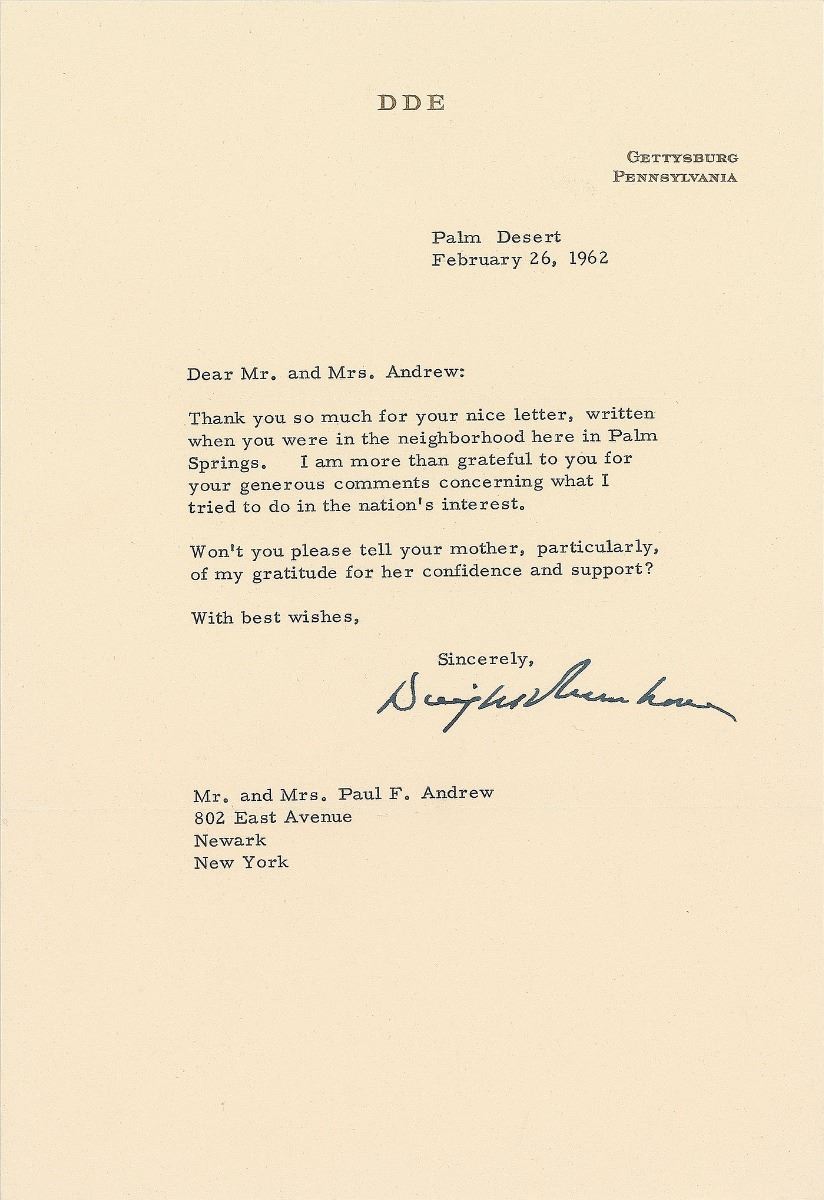 DDE
GETTYSBURG
PENNSYLVANIA
Palm Desert
February 26, 1962
Dear Mr. and Mrs. Andrew:
Thank you so much for your nice letter, written
when you were in the neighborhood here in Palm
Springs. I am more than grateful to you for
your generous comments concerning what I
tried to do in the nation's interest.
Won't you please tell your mother, particularly,
of my gratitude for her confidence and support?
With best wishes,
Sincerely,
Dwight D Eisenhower
Mr. and Mrs. Paul F. Andrew
802 East Avenue
Newark
New York